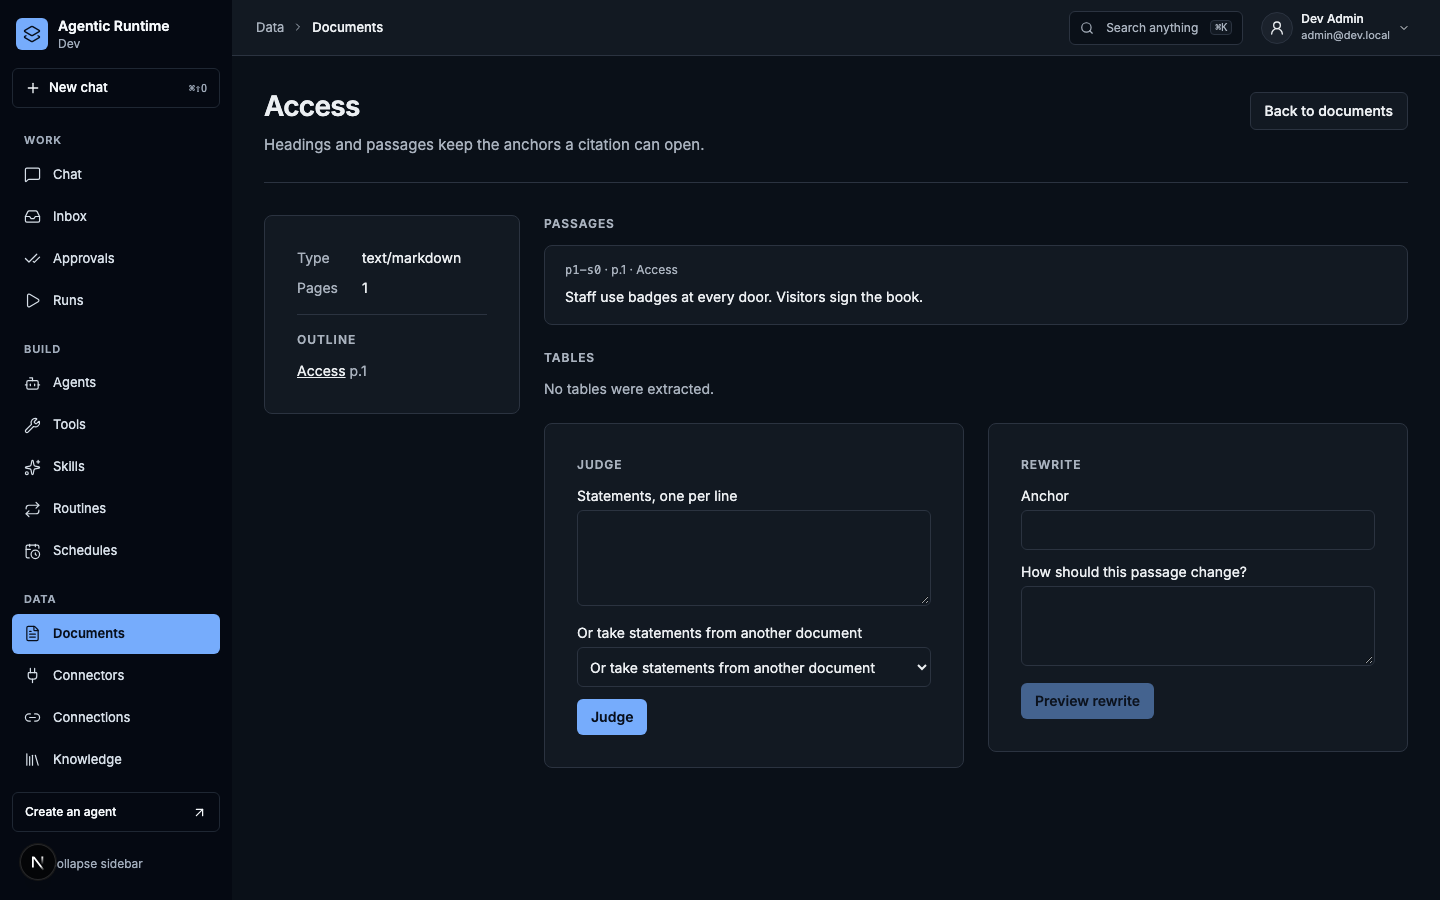 Agentic Runtime
Dev
New chat ⌘⇧O
WORK
Chat
Inbox
Approvals
Runs
BUILD
Agents
Tools
Skills
Routines
Schedules
DATA
Documents
Connectors
Connections
Knowledge
Create an agent
N ollapse sidebar
Data > Documents
Search anything ⌘K
Dev Admin
admin@dev.local
Access
Headings and passages keep the anchors a citation can open.
Back to documents
Type text/markdown
Pages 1
OUTLINE
Access p.1
PASSAGES
p1–s0 · p.1 · Access
Staff use badges at every door. Visitors sign the book.
TABLES
No tables were extracted.
JUDGE
Statements, one per line
Or take statements from another document
Or take statements from another document
Judge
REWRITE
Anchor
How should this passage change?
Preview rewrite